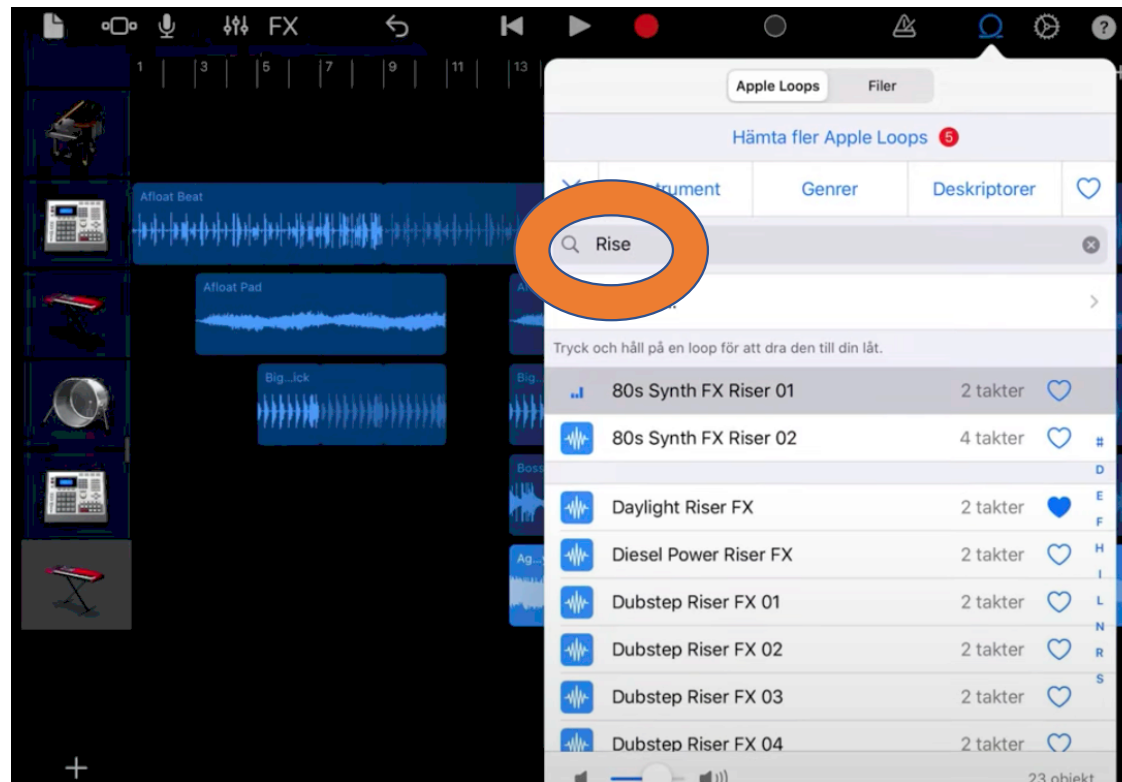 FX
?
1 3 5 7 9 11 13
Apple Loops Filer
Hämta fler Apple Loops 5
Genrer Deskriptorer
Afloat Beat
Rise
Afloat Pad
Tryck och håll på en loop för att dra den till din låt.
Big...ick
Big...
80s Synth FX Riser 01 2 takter
80s Synth FX Riser 02 4 takter
#
D
Boss
Daylight Riser FX 2 takter
E
F
Diesel Power Riser FX 2 takter
H
I
Dubstep Riser FX 01 2 takter
L
N
Dubstep Riser FX 02 2 takter
R
S
Dubstep Riser FX 03 2 takter
Dubstep Riser FX 04 2 takter
23 objekt